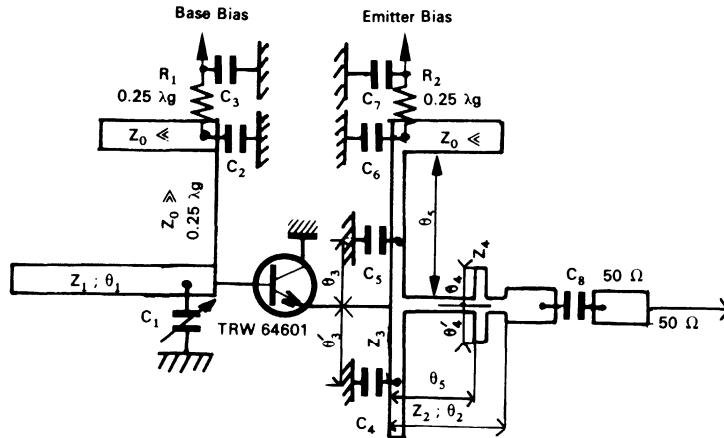 Base Bias
Emitter Bias
R1
0.25 λg
C3
C7
R2
0.25 λg
Z0 ≪
C2
C6
Z0 ≪
Z0 ≫
0.25 λg
θ5
Z1 ; θ1
C1
TRW 64601
θ3
θ'3
C5
Z3
C4
Z4
θ4
θ'4
C8
50 Ω
50 Ω
θ5
Z2 ; θ2